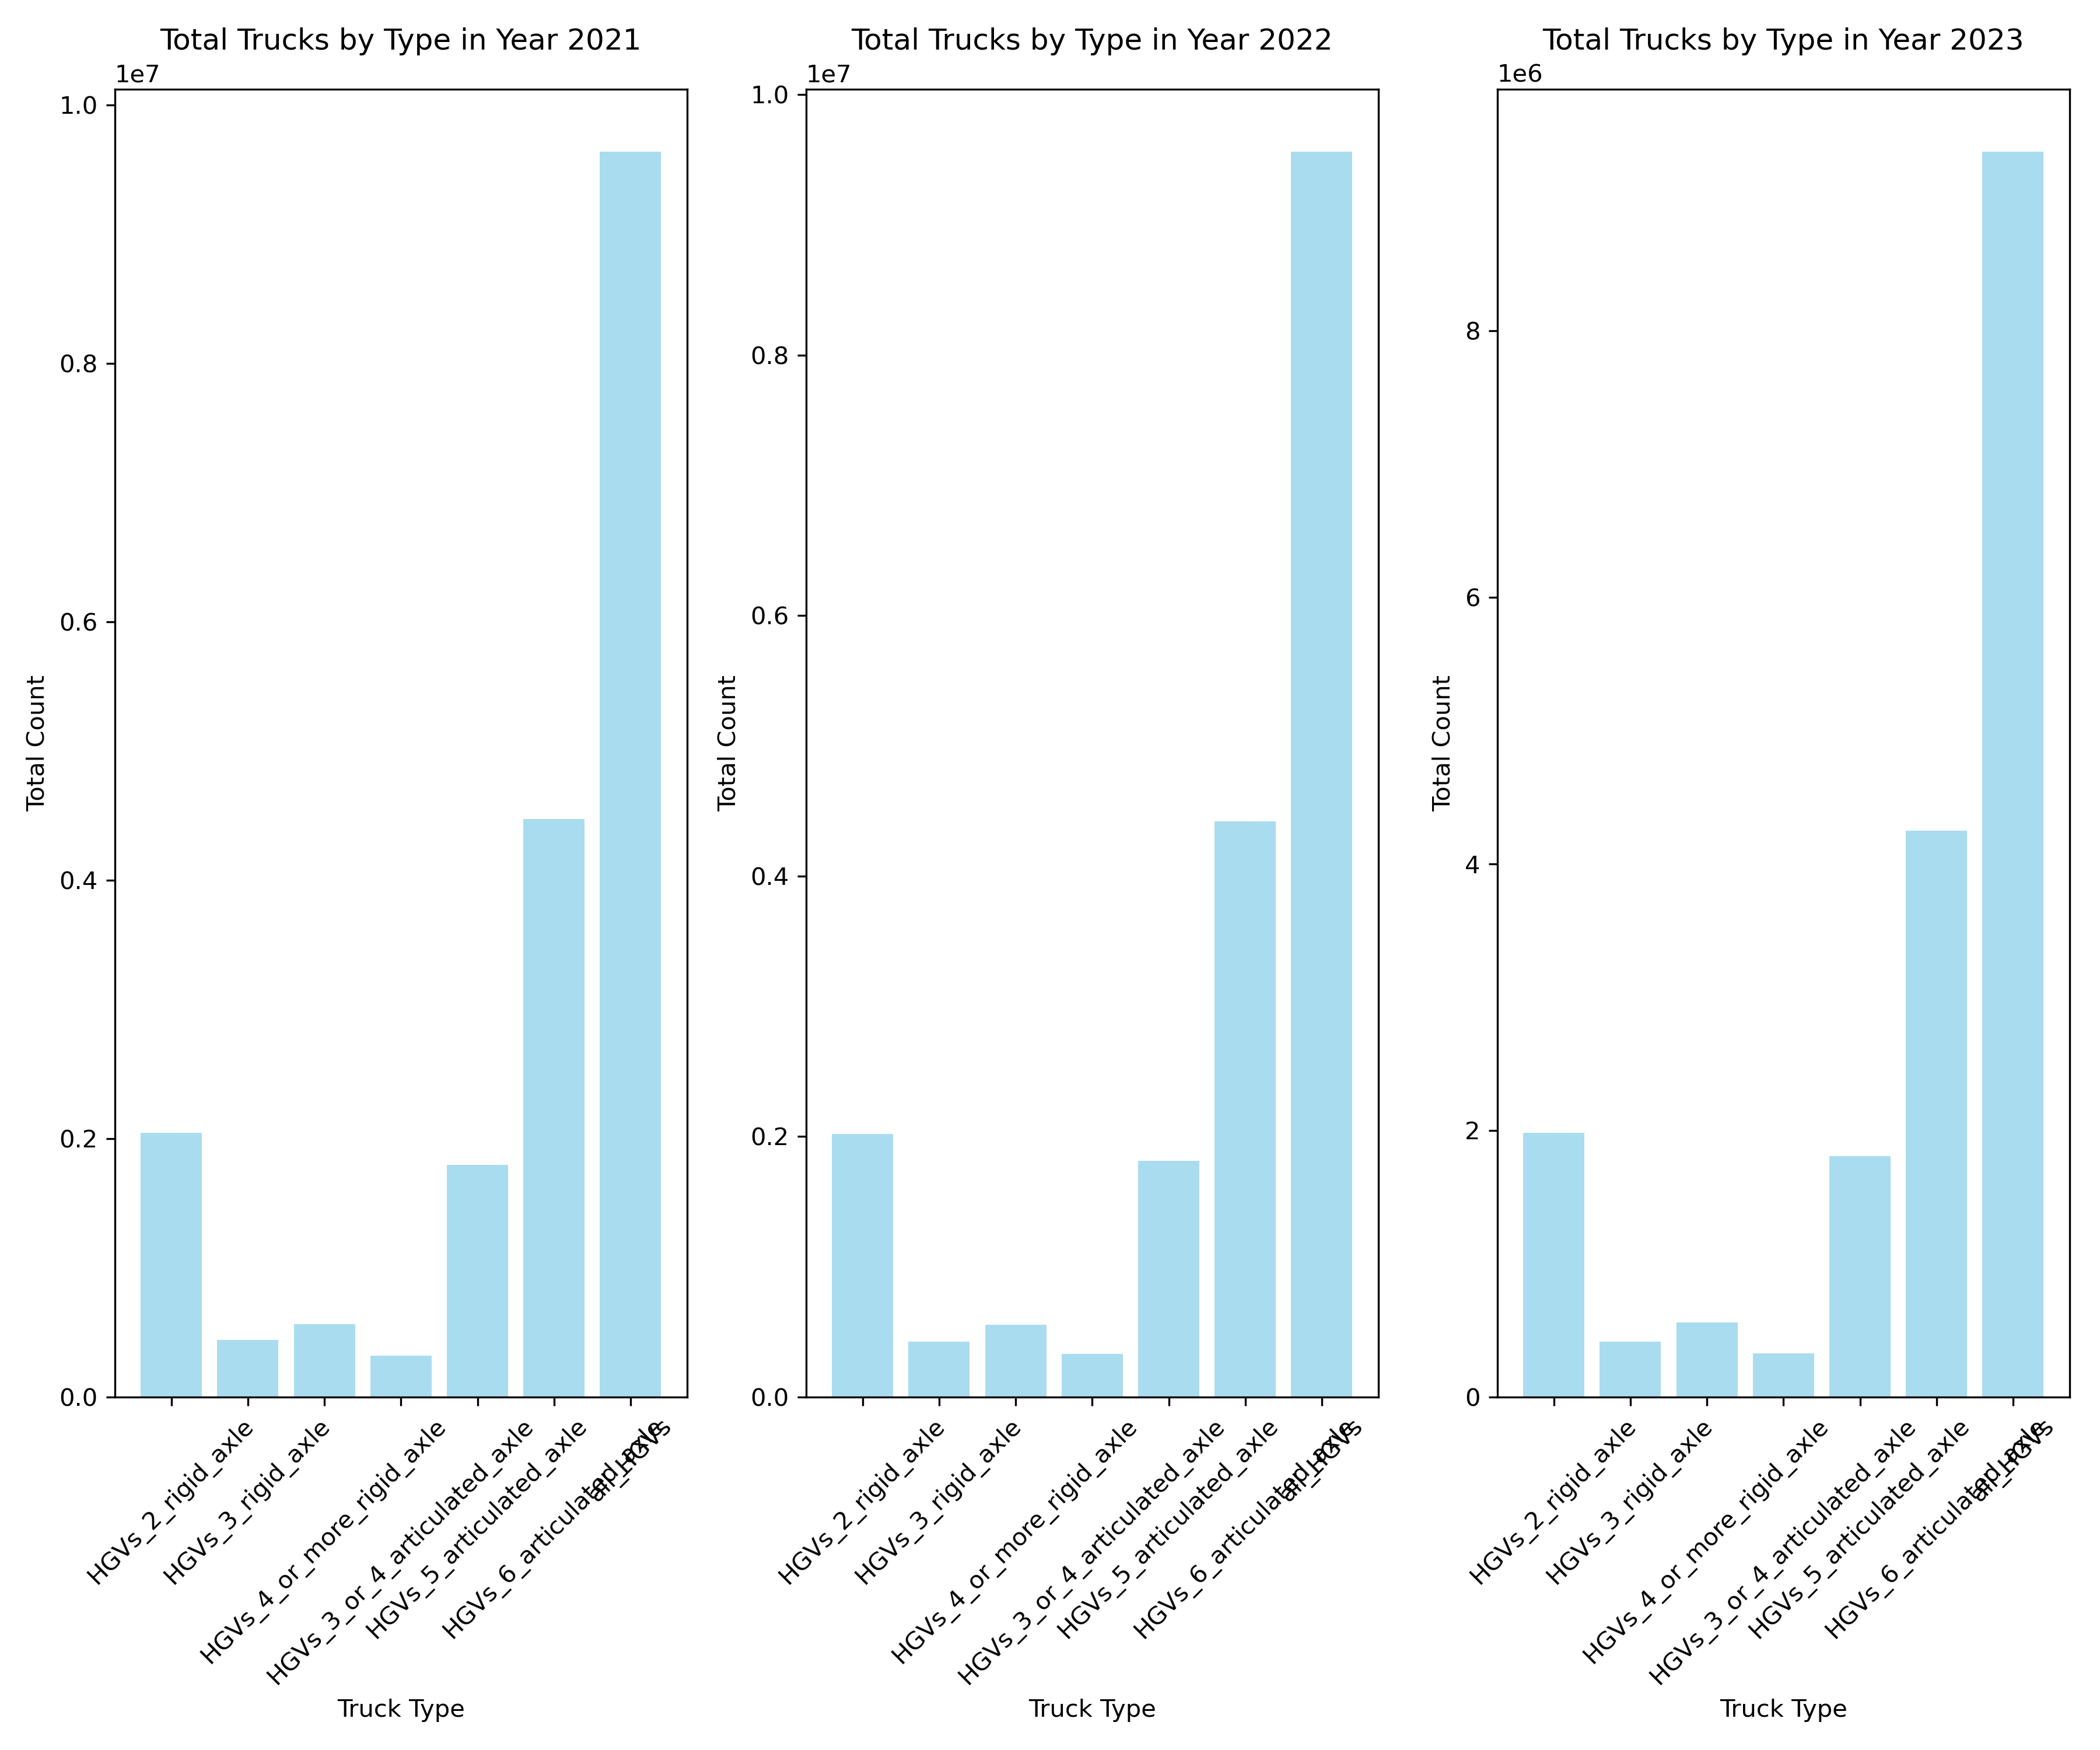 Total Trucks by Type in Year 2021
1e7
1.0
0.8
0.6
0.4
0.2
0.0
Total Count
HGVs_2_rigid_axle
HGVs_3_rigid_axle
HGVs_4_or_more_rigid_axle
HGVs_3_or_4_articulated_axle
HGVs_5_articulated_axle
HGVs_6_articulated_axle
all_HGVs
Truck Type
Total Trucks by Type in Year 2022
1e7
1.0
0.8
0.6
0.4
0.2
0.0
Total Count
HGVs_2_rigid_axle
HGVs_3_rigid_axle
HGVs_4_or_more_rigid_axle
HGVs_3_or_4_articulated_axle
HGVs_5_articulated_axle
HGVs_6_articulated_axle
all_HGVs
Truck Type
Total Trucks by Type in Year 2023
1e6
8
6
4
2
0
Total Count
HGVs_2_rigid_axle
HGVs_3_rigid_axle
HGVs_4_or_more_rigid_axle
HGVs_3_or_4_articulated_axle
HGVs_5_articulated_axle
HGVs_6_articulated_axle
all_HGVs
Truck Type